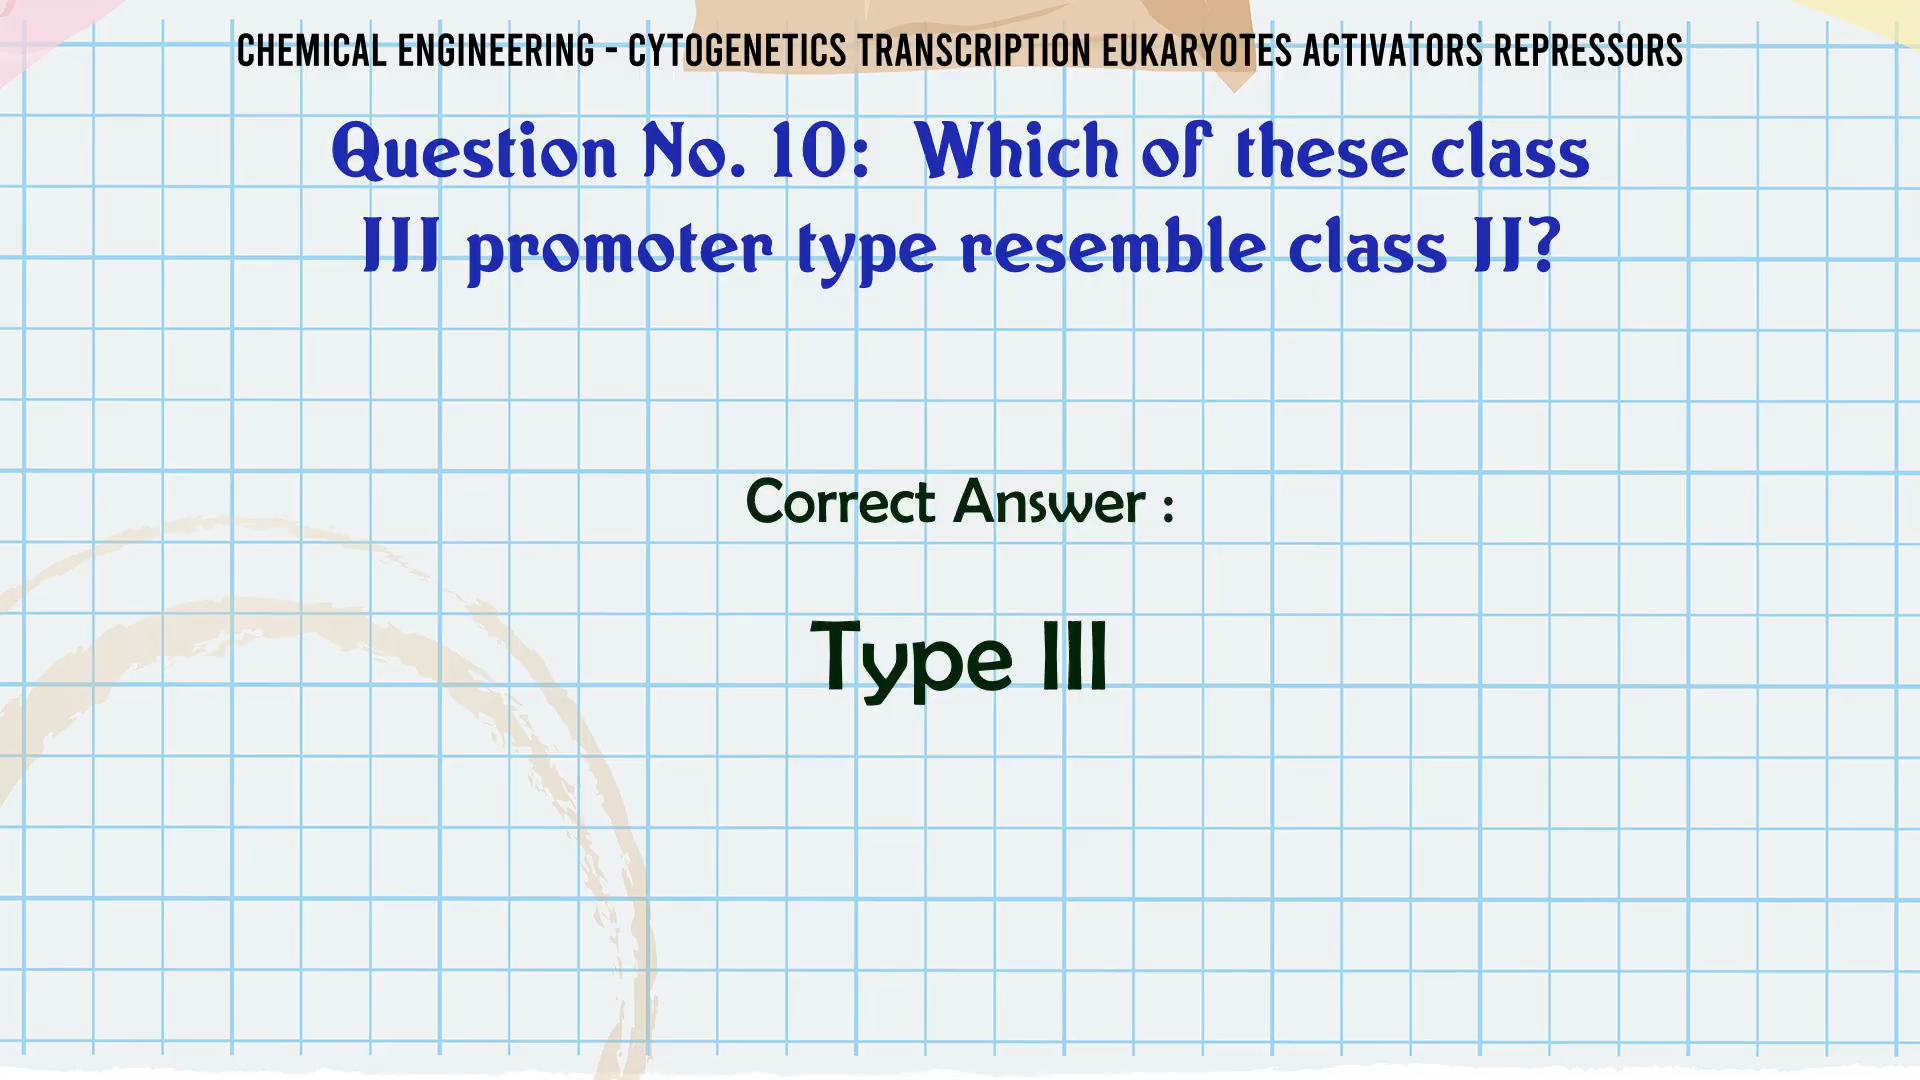 CHEMICAL ENGINEERING - CYTOGENETICS TRANSCRIPTION EUKARYOTES ACTIVATORS REPRESSORS
Question No. 10: Which of these class
III promoter type resemble class II?
Correct Answer :
Type III